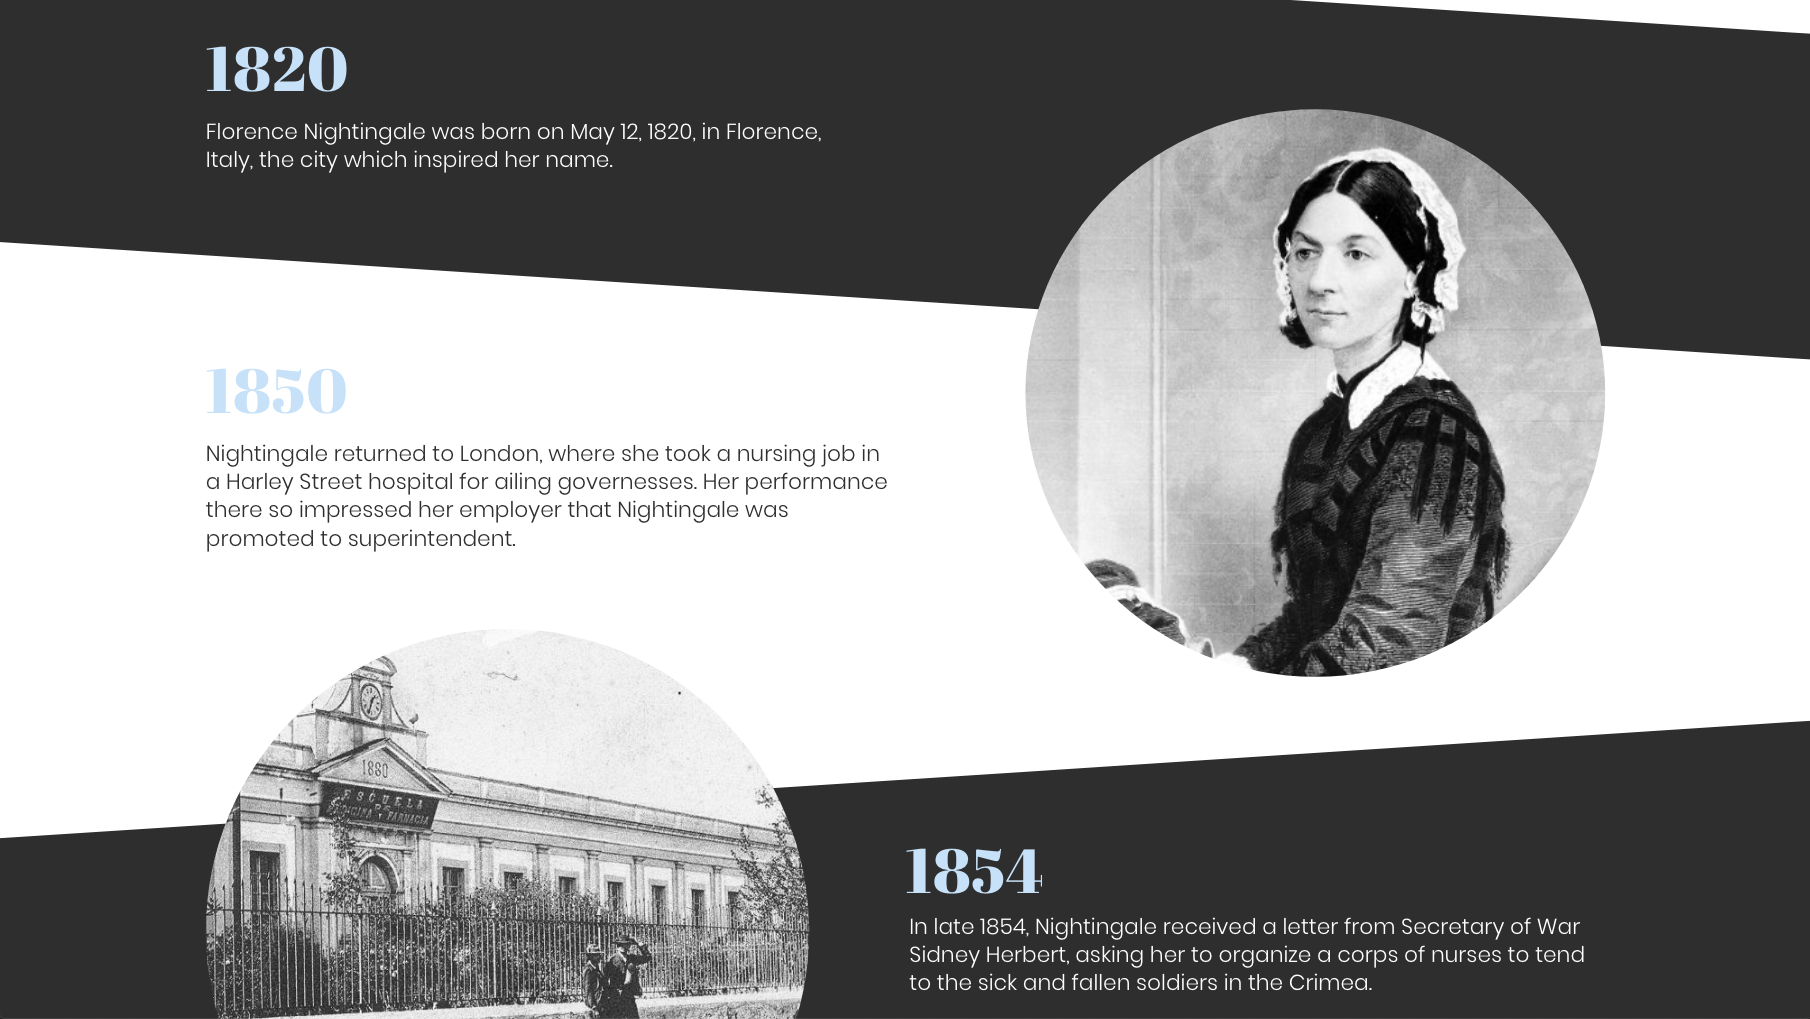 1820
Florence Nightingale was born on May 12, 1820, in Florence,
Italy, the city which inspired her name.
1850
Nightingale returned to London, where she took a nursing job in
a Harley Street hospital for ailing governesses. Her performance
there so impressed her employer that Nightingale was
promoted to superintendent.
1880
ESCUELA
MEDICINA Y FARMACIA
1854
In late 1854, Nightingale received a letter from Secretary of War
Sidney Herbert, asking her to organize a corps of nurses to tend
to the sick and fallen soldiers in the Crimea.